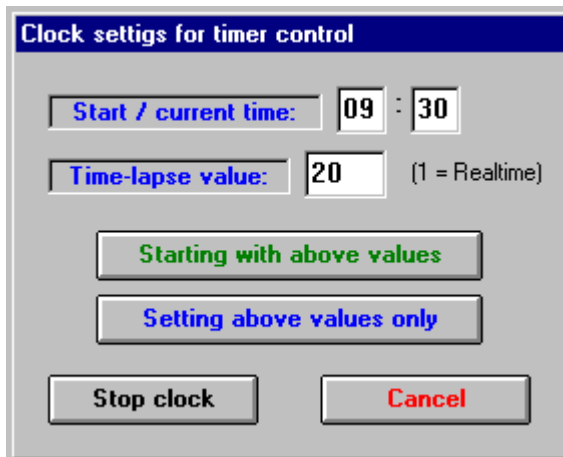 Clock settigs for timer control
Start / current time: 09 : 30
Time-lapse value: 20 (1 = Realtime)
Starting with above values
Setting above values only
Stop clock Cancel